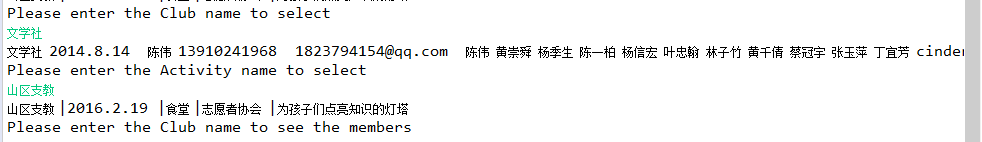 Please enter the Club name to select
文学社
文学社 2014.8.14 陈伟 13910241968 1823794154@qq.com 陈伟 黄崇舜 杨季生 陈一柏 杨信宏 叶忠翰 林子竹 黄千倩 蔡冠宇 张玉萍 丁宜芳 cinder
Please enter the Activity name to select
山区支教
山区支教 |2016.2.19 |食堂 |志愿者协会 |为孩子们点亮知识的灯塔
Please enter the Club name to see the members